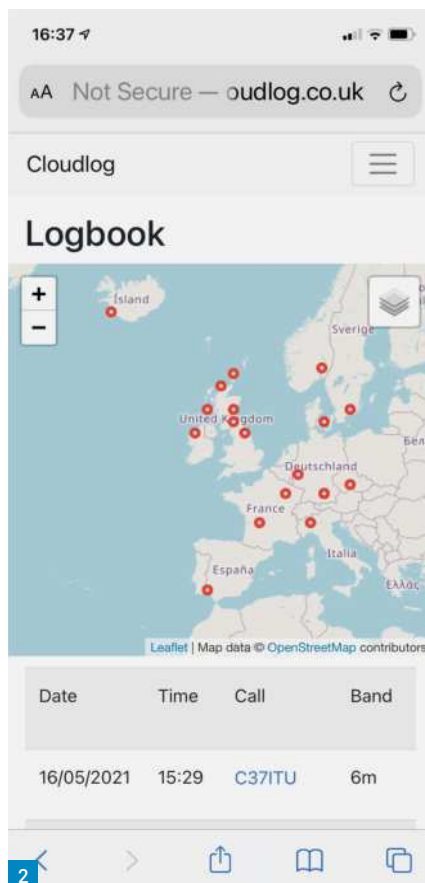 16:37
AA Not Secure — oudlog.co.uk
Cloudlog
Logbook
+
−
Ísland
Sverige
United Kingdom
Бел
Deutschland
France
Italia
España
Ελλάς
Leaflet | Map data © OpenStreetMap contributors
Date Time Call Band
16/05/2021 15:29 C37ITU 6m
2